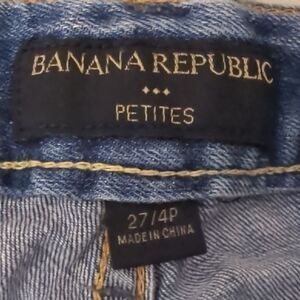 BANANA REPUBLIC
PETITES
27/4P
MADE IN CHINA